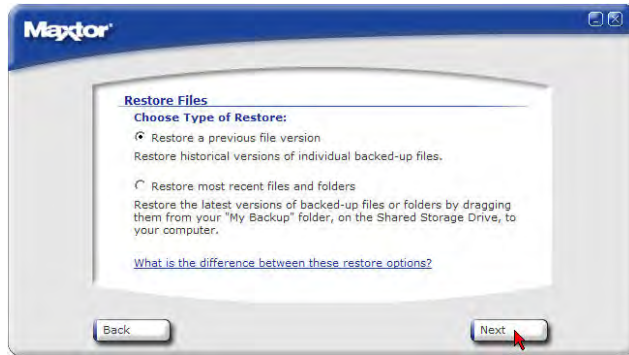 Maxtor
Restore Files
Choose Type of Restore:
Restore a previous file version
Restore historical versions of individual backed-up files.
Restore most recent files and folders
Restore the latest versions of backed-up files or folders by dragging
them from your "My Backup" folder, on the Shared Storage Drive, to
your computer.
What is the difference between these restore options?
Back
Next